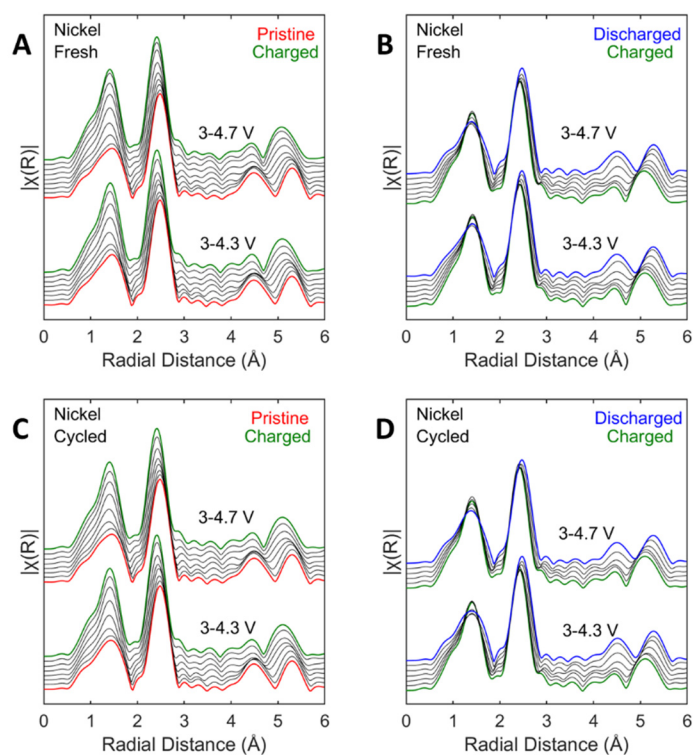 A
Nickel Pristine
Fresh Charged
3-4.7 V
3-4.3 V
|χ(R)|
0 1 2 3 4 5 6
Radial Distance (Å)
B
Nickel Discharged
Fresh Charged
3-4.7 V
3-4.3 V
|χ(R)|
0 1 2 3 4 5 6
Radial Distance (Å)
C
Nickel Pristine
Cycled Charged
3-4.7 V
3-4.3 V
|χ(R)|
0 1 2 3 4 5 6
Radial Distance (Å)
D
Nickel Discharged
Cycled Charged
3-4.7 V
3-4.3 V
|χ(R)|
0 1 2 3 4 5 6
Radial Distance (Å)